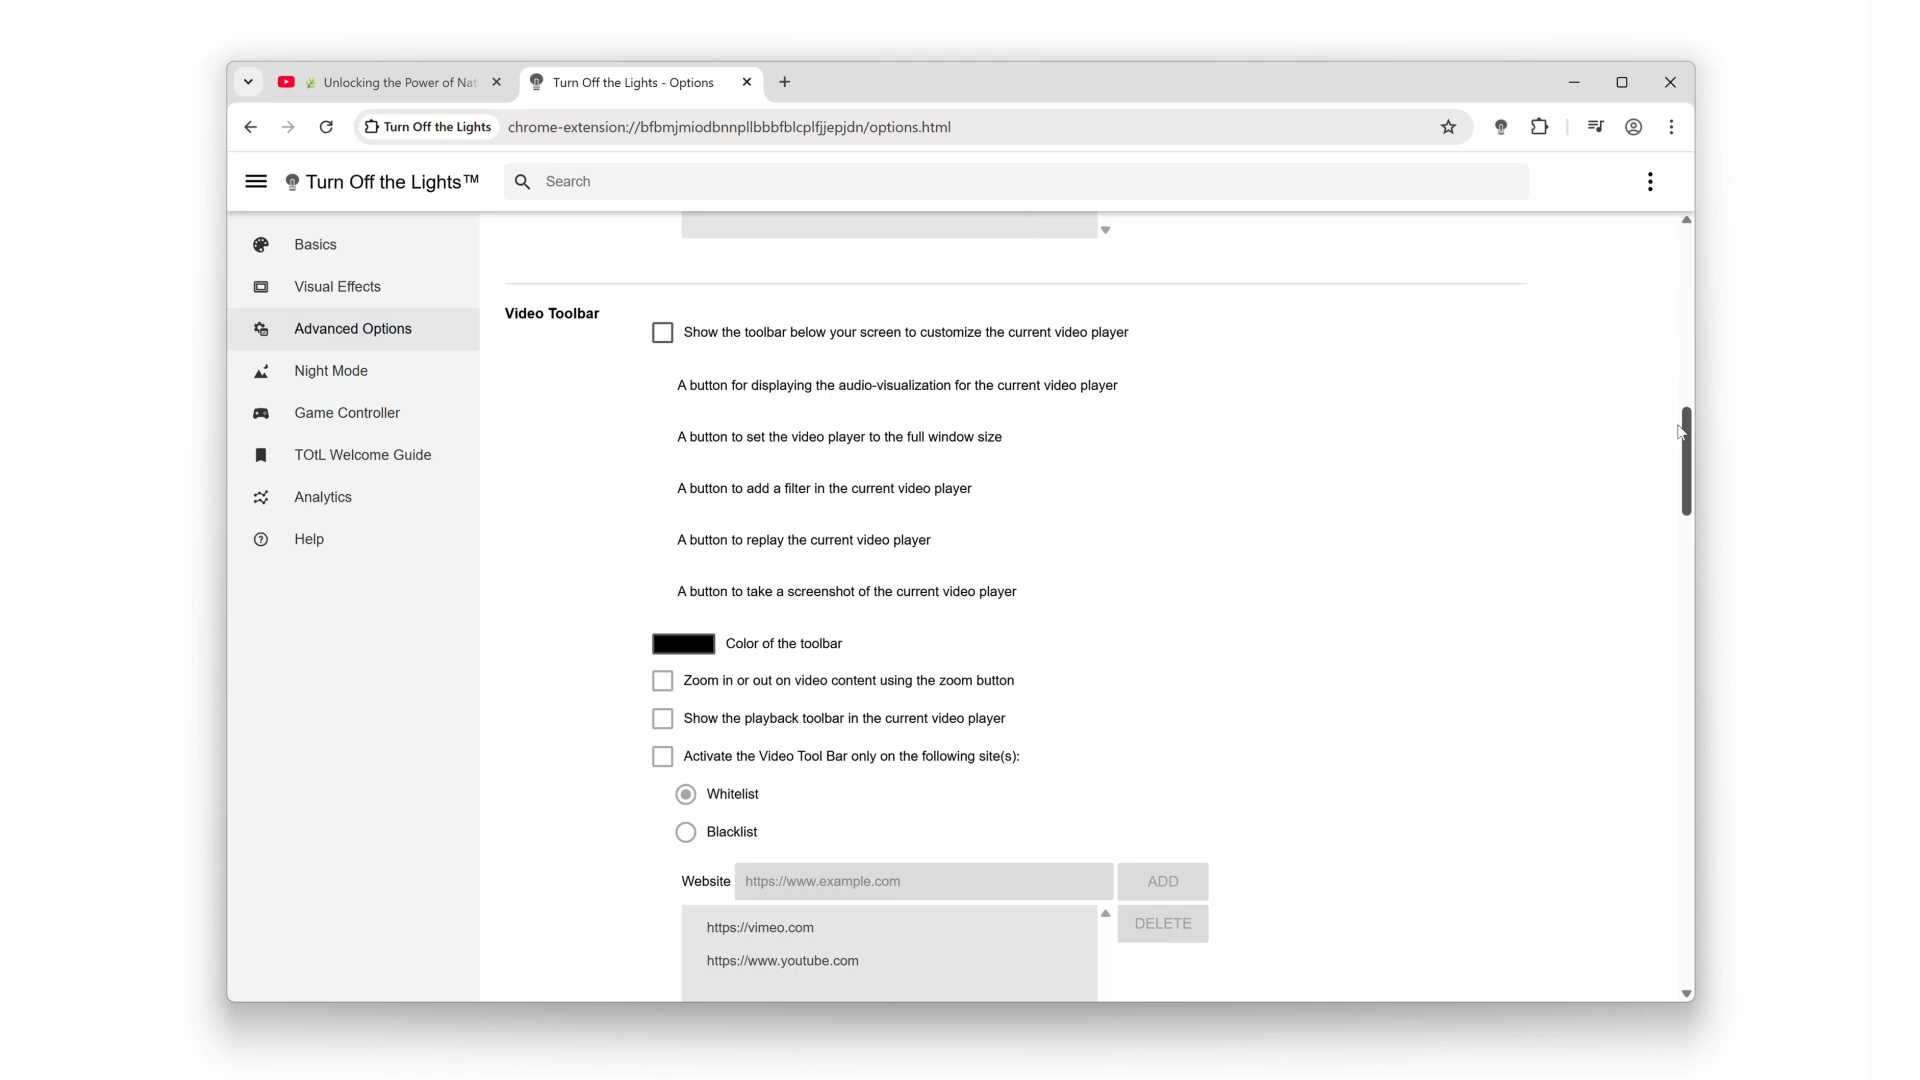 Unlocking the Power of Nat
Turn Off the Lights - Options
Turn Off the Lights
chrome-extension://bfbmjmiodbnnpllbbbfblcplfjjepjdn/options.html
Turn Off the Lights™
Search
Basics
Visual Effects
Advanced Options
Night Mode
Game Controller
TOtL Welcome Guide
Analytics
Help
Video Toolbar
Show the toolbar below your screen to customize the current video player
A button for displaying the audio-visualization for the current video player
A button to set the video player to the full window size
A button to add a filter in the current video player
A button to replay the current video player
A button to take a screenshot of the current video player
Color of the toolbar
Zoom in or out on video content using the zoom button
Show the playback toolbar in the current video player
Activate the Video Tool Bar only on the following site(s):
Whitelist
Blacklist
Website https://www.example.com ADD
DELETE
https://vimeo.com
https://www.youtube.com